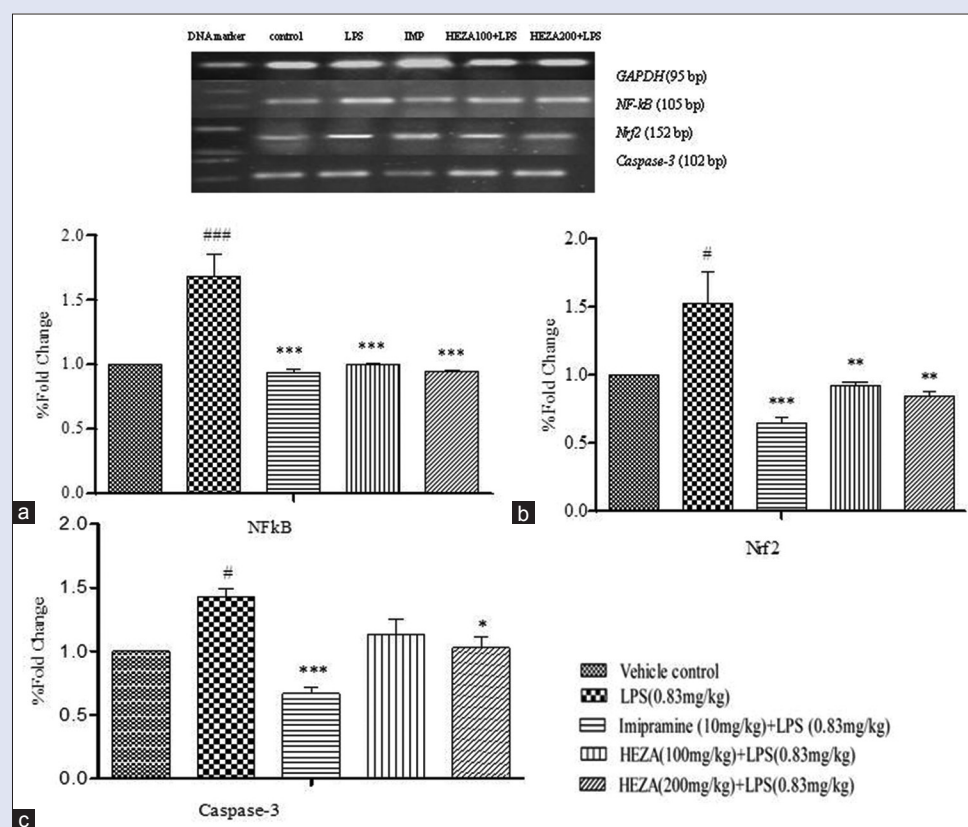 DNA marker control LPS IMP HEZA100+LPS HEZA200+LPS
GAPDH (95 bp)
NF-kB (105 bp)
Nrf2 (152 bp)
Caspase-3 (102 bp)
%Fold Change
2.0
1.5
1.0
0.5
0.0
###
*** *** ***
a
NFkB
%Fold Change
2.0
1.5
1.0
0.5
0.0
#
*** ** **
b
Nrf2
%Fold Change
2.0
1.5
1.0
0.5
0.0
#
*** *
c
Caspase-3
Vehicle control
LPS(0.83mg/kg)
Imipramine (10mg/kg)+LPS (0.83mg/kg)
HEZA(100mg/kg)+LPS(0.83mg/kg)
HEZA(200mg/kg)+LPS(0.83mg/kg)